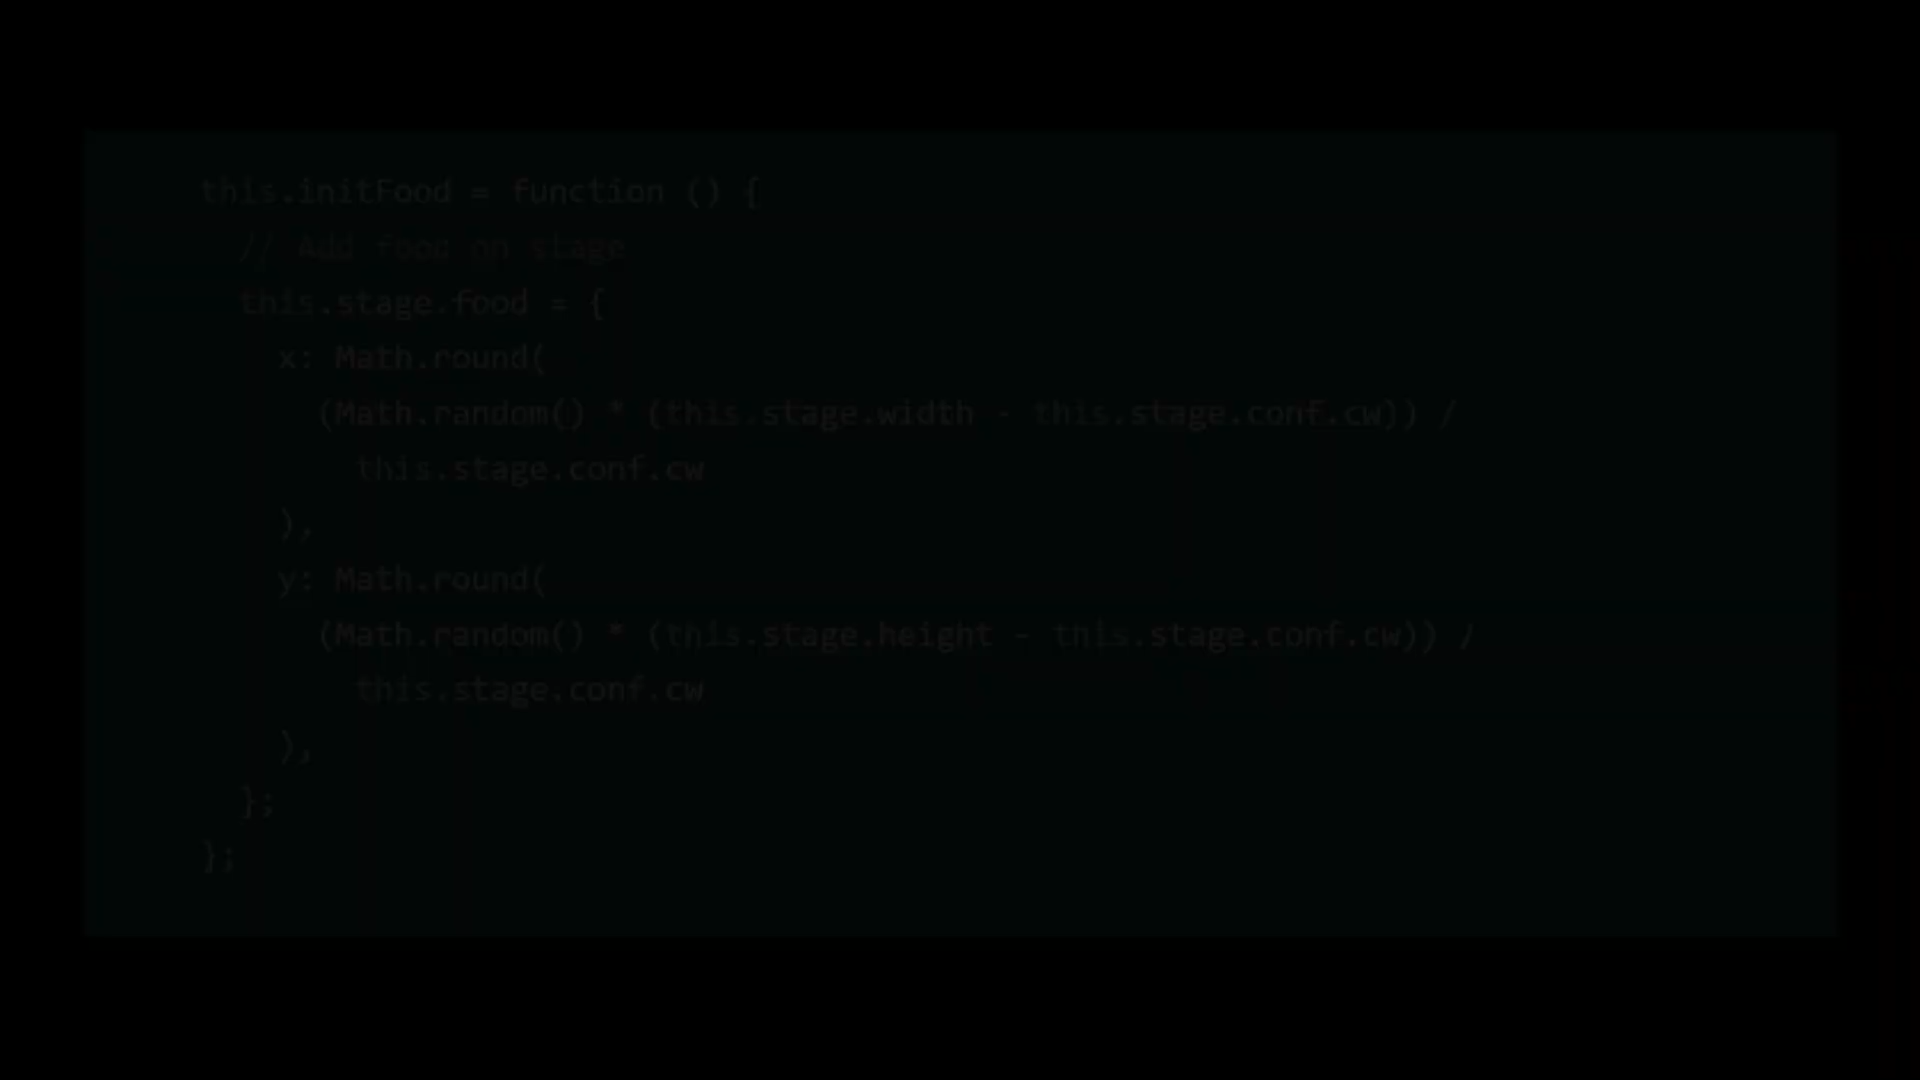 this.initFood = function () {
// Add food on stage
this.stage.food = {
x: Math.round(
(Math.random() * (this.stage.width - this.stage.conf.cw)) /
this.stage.conf.cw
),
y: Math.round(
(Math.random() * (this.stage.height - this.stage.conf.cw)) /
this.stage.conf.cw
),
};
};